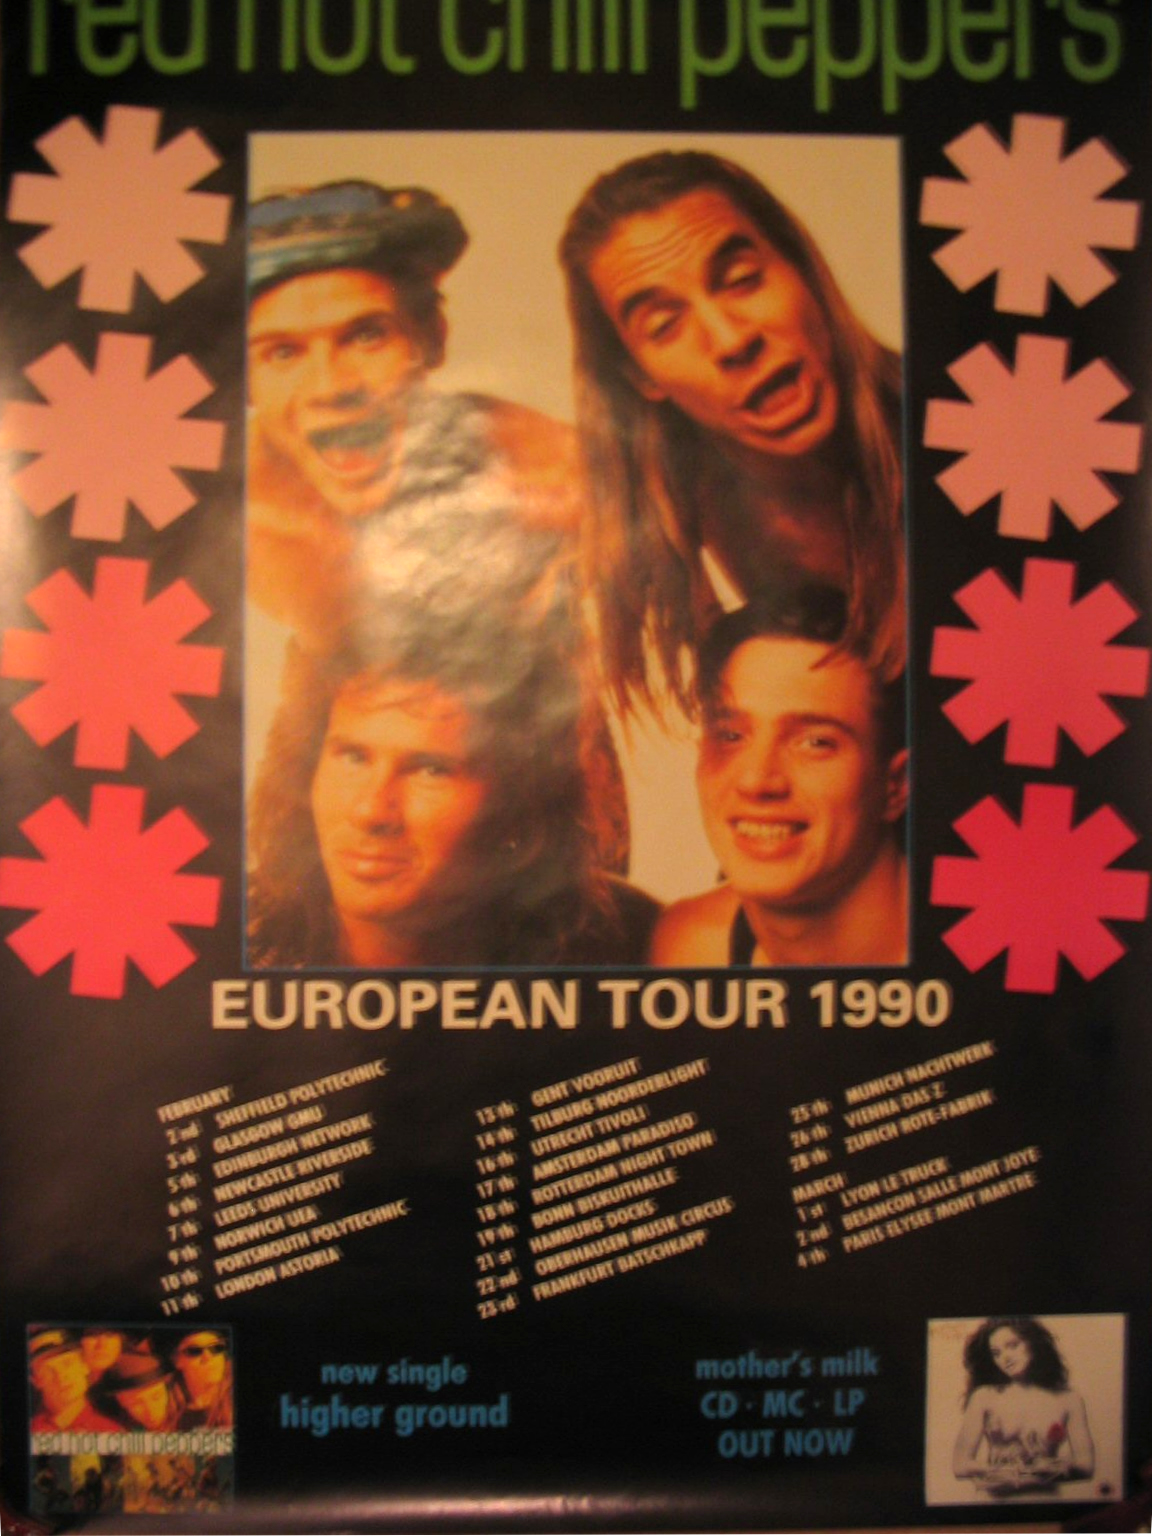 red hot chili peppers
EUROPEAN TOUR 1990
FEBRUARY
2nd SHEFFIELD POLYTECHNIC
3rd GLASGOW GMU
5th EDINBURGH NETWORK
6th NEWCASTLE RIVERSIDE
7th LEEDS UNIVERSITY
9th NORWICH UEA
10th PORTSMOUTH POLYTECHNIC
11th LONDON ASTORIA
13th GENT VOORUIT
14th TILBURG NOORDERLIGHT
16th UTRECHT TIVOLI
17th AMSTERDAM PARADISO
18th ROTTERDAM NIGHT TOWN
19th BONN BISKUITHALLE
21st HAMBURG DOCKS
22nd OBERHAUSEN MUSIK CIRCUS
23rd FRANKFURT BATSCHKAPP
25th MUNICH NACHTWERK
26th VIENNA DAS Z
28th ZURICH ROTE-FABRIK
MARCH
1st LYON LE TRUCK
2nd BESANCON SALLE MONT JOYE
4th PARIS ELYSEE MONT MARTRE
new single
higher ground
mother's milk
CD · MC · LP
OUT NOW
red hot chili peppers